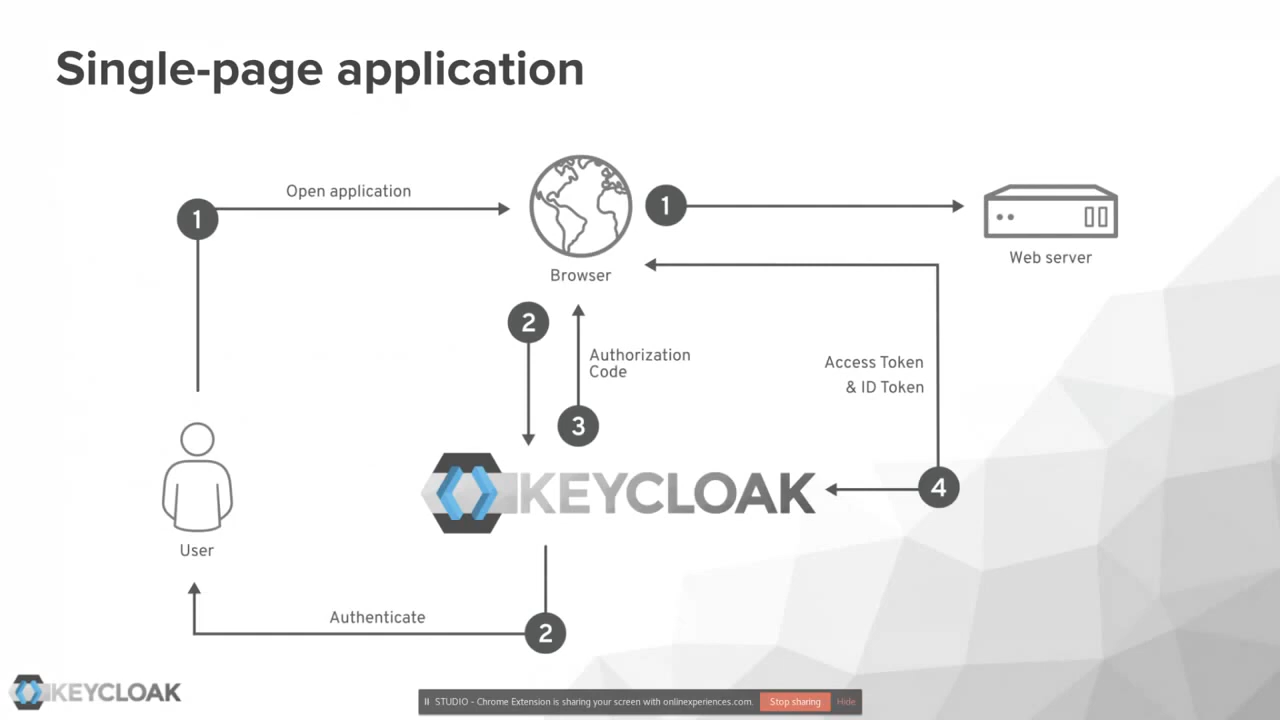 Single-page application
1
Open application
1
Browser
Web server
2
Authorization
Code
3
Access Token
& ID Token
KEYCLOAK
4
User
Authenticate
2
KEYCLOAK
STUDIO - Chrome Extension is sharing your screen with onlinexperiences.com.
Stop sharing
Hide